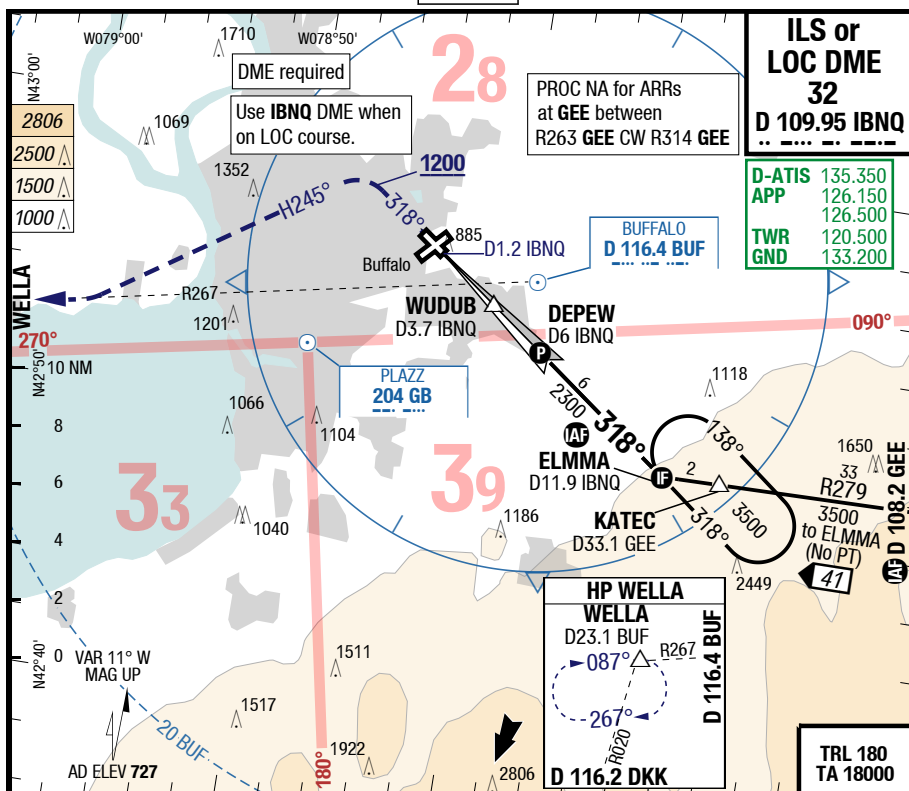 W079°00'
1710
W078°50'
N43°00'
28
DME required
Use IBNQ DME when
on LOC course.
PROC NA for ARRs
at GEE between
R263 GEE CW R314 GEE
ILS or
LOC DME
32
D 109.95 IBNQ
D-ATIS 135.350
APP 126.150
126.500
TWR 120.500
GND 133.200
2806
2500
1500
1000
1069
1352
1200
H245°
318°
885
D1.2 IBNQ
Buffalo
BUFFALO
D 116.4 BUF
WELLA
R267
WUDUB
D3.7 IBNQ
DEPEW
D6 IBNQ
P
1201
270°
090°
N42°50'
10 NM
PLAZZ
204 GB
6
2300
318°
1118
8
1066
1104
IAF
138°
1650
ELMMA
D11.9 IBNQ
IF
2
33
R279
6
33
39
KATEC
D33.1 GEE
318°
3500
3500
to ELMMA
(No PT)
IAF D 108.2 GEE
1040
1186
4
2449
41
2
N42°40'
0
VAR 11° W
MAG UP
1511
1517
20 BUF
1922
180°
AD ELEV 727
2806
HP WELLA
WELLA
D23.1 BUF
087°
R267
267°
R020
D 116.4 BUF
D 116.2 DKK
TRL 180
TA 18000